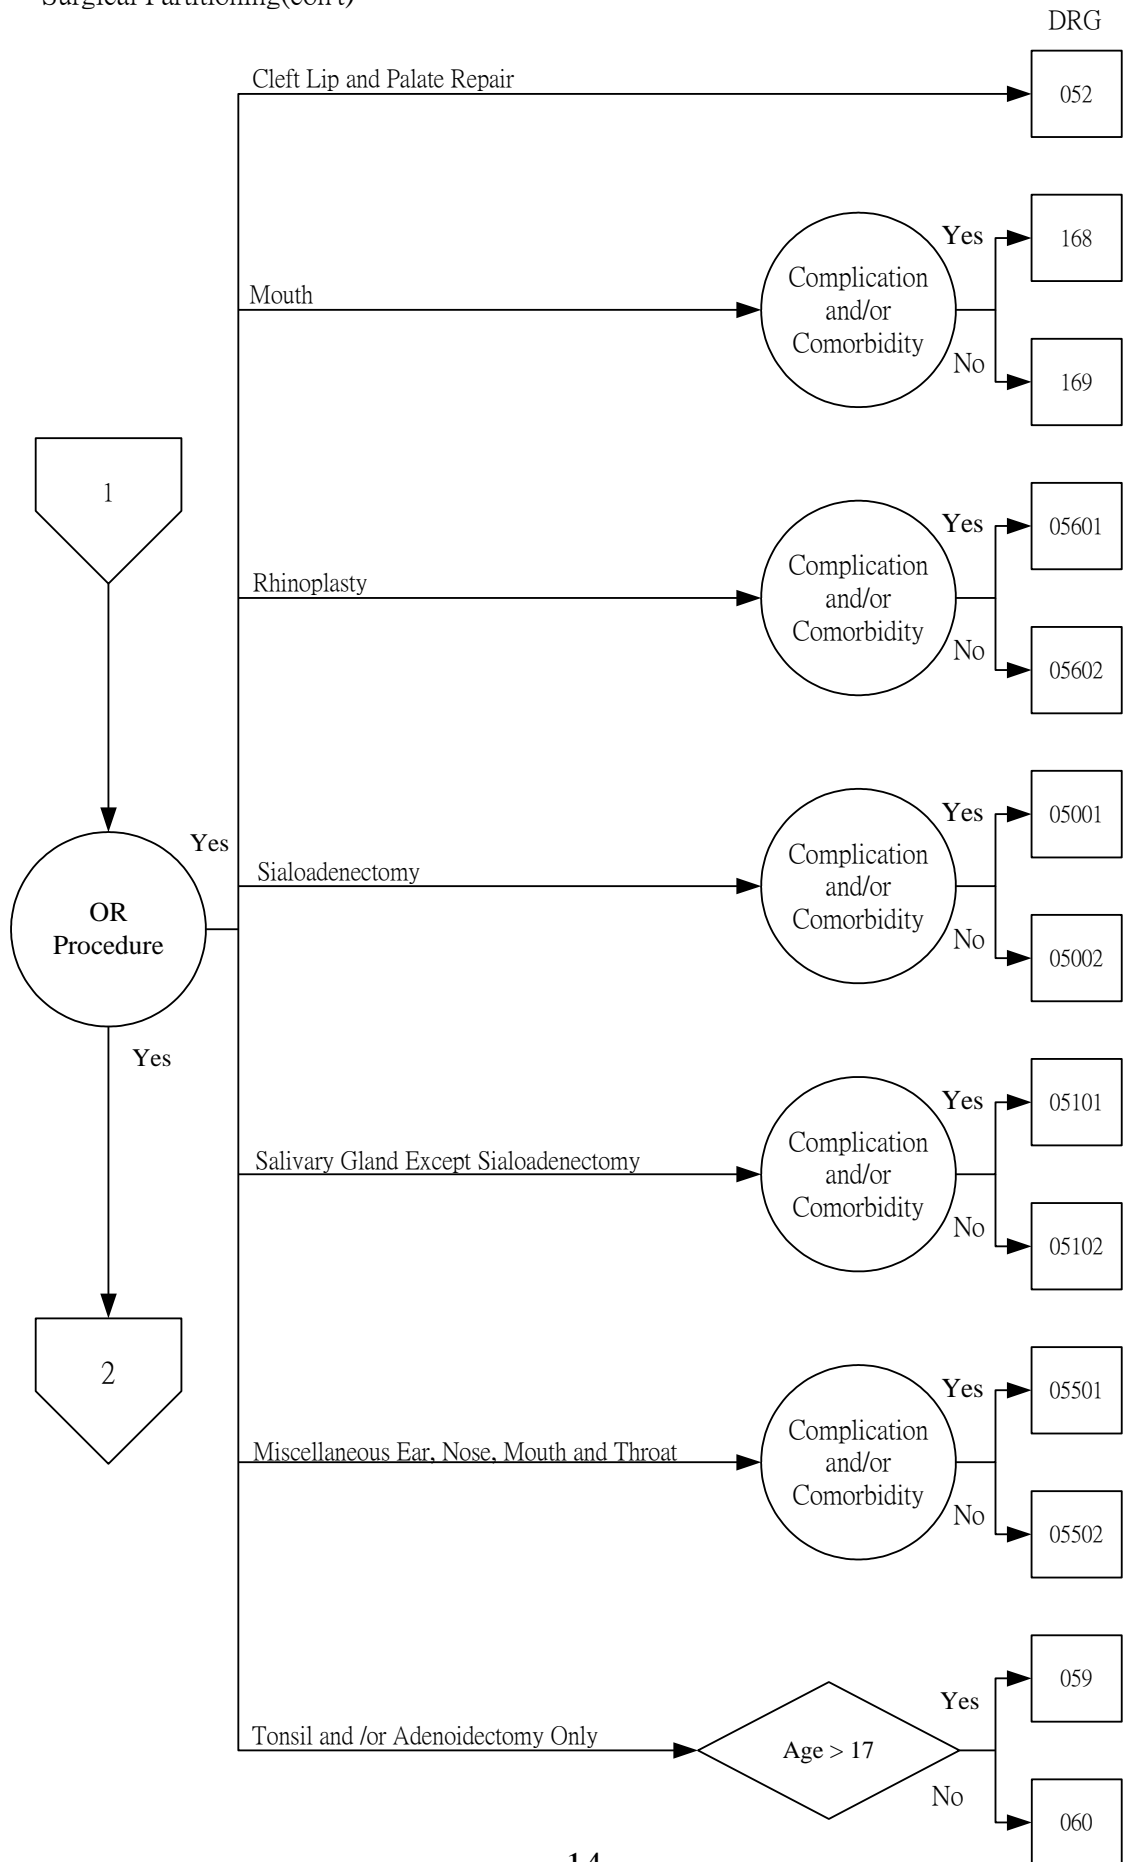 Surgical Partitioning(con't)
DRG
Cleft Lip and Palate Repair
052
Mouth
Complication
and/or
Comorbidity
Yes
168
No
169
1
Rhinoplasty
Complication
and/or
Comorbidity
Yes
05601
No
05602
OR
Procedure
Yes
Yes
Sialoadenectomy
Complication
and/or
Comorbidity
Yes
05001
No
05002
Salivary Gland Except Sialoadenectomy
Complication
and/or
Comorbidity
Yes
05101
No
05102
2
Miscellaneous Ear, Nose, Mouth and Throat
Complication
and/or
Comorbidity
Yes
05501
No
05502
Tonsil and /or Adenoidectomy Only
Age > 17
Yes
059
No
060
14